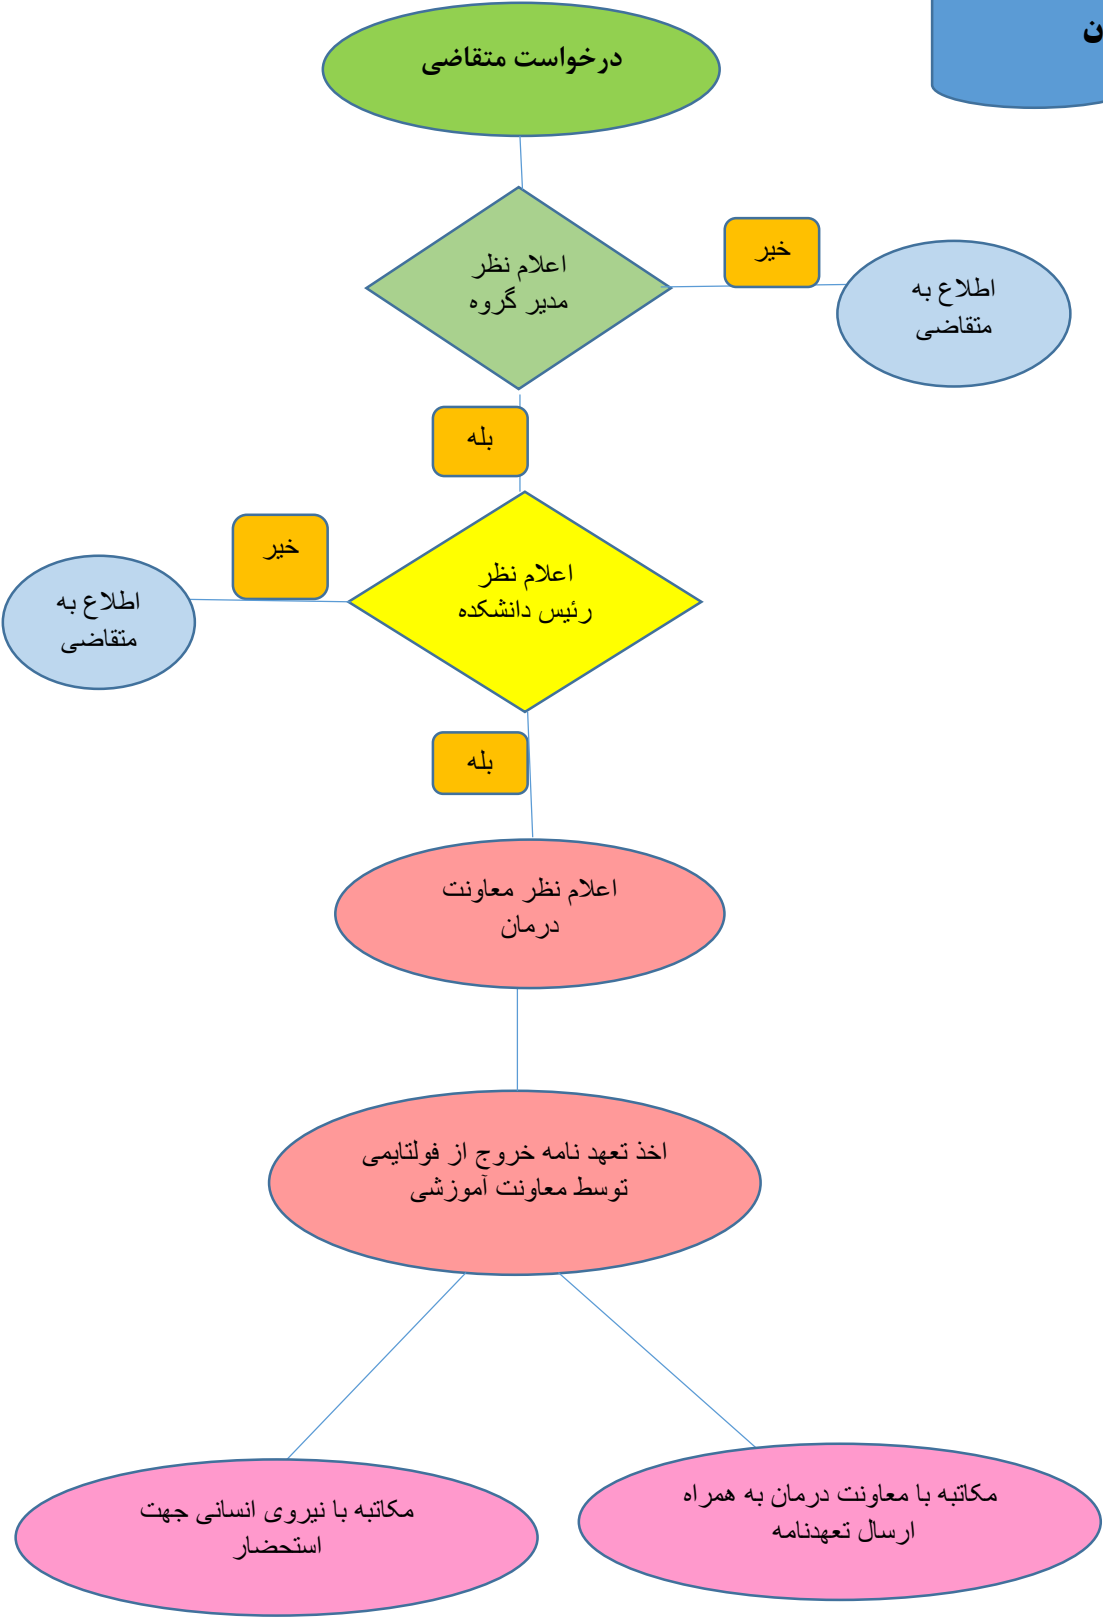 درخواست متقاضی
اعلام نظر
مدیر گروه
خیر
اطلاع به
متقاضی
بله
اعلام نظر
رئیس دانشکده
خیر
اطلاع به
متقاضی
بله
اعلام نظر معاونت
درمان
اخذ تعهد نامه خروج از فولتایمی
توسط معاونت آموزشی
مکاتبه با معاونت درمان به همراه
ارسال تعهدنامه
مکاتبه با نیروی انسانی جهت
استحضار